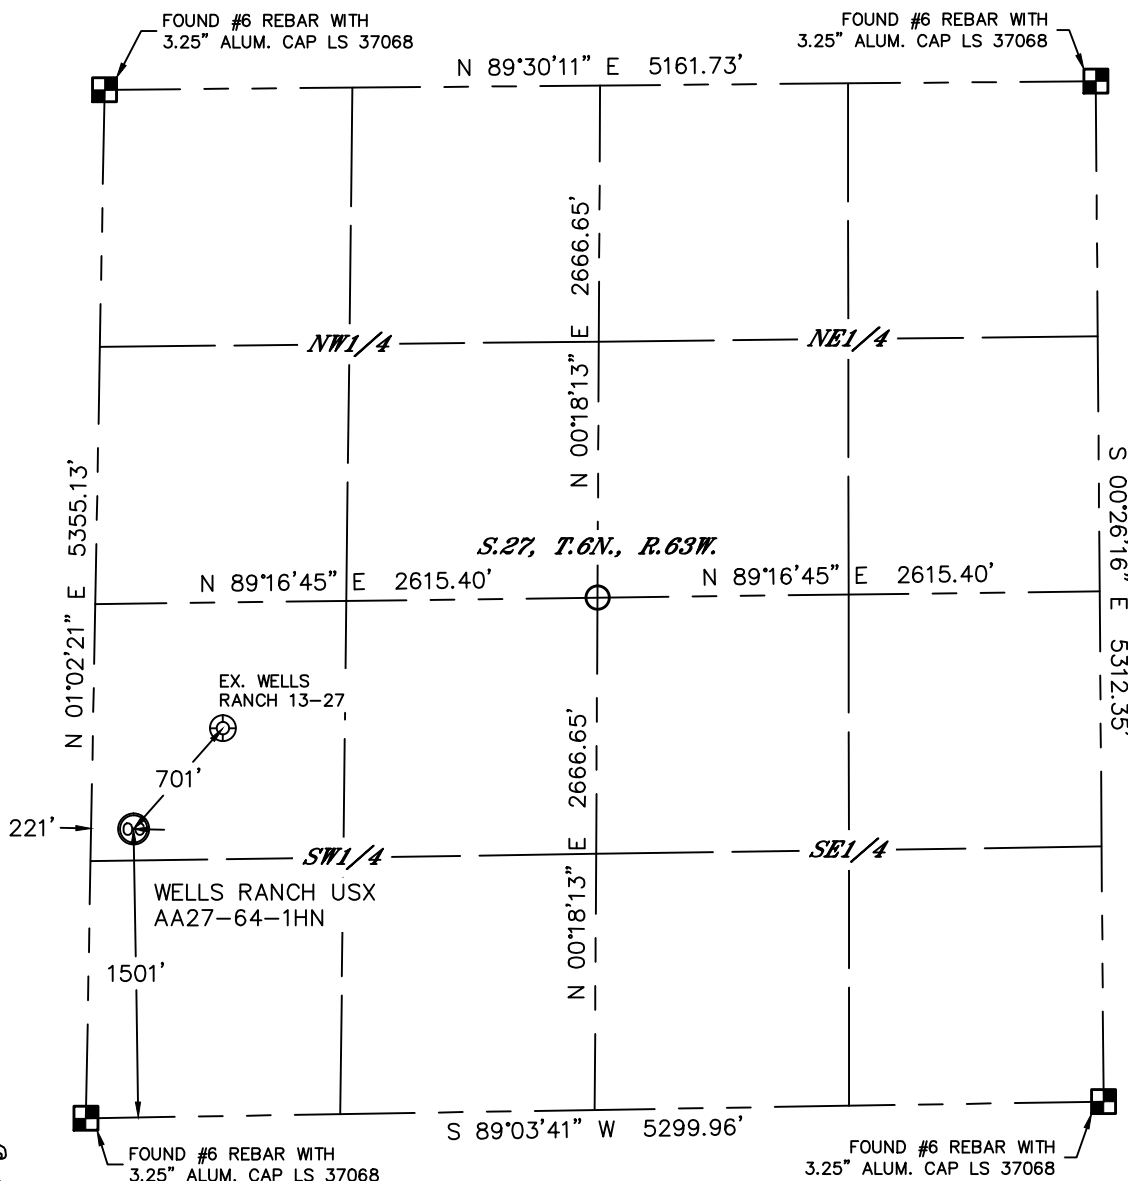 FOUND #6 REBAR WITH
3.25" ALUM. CAP LS 37068
FOUND #6 REBAR WITH
3.25" ALUM. CAP LS 37068
N 89°30'11" E 5161.73'
N 00°18'13" E 2666.65'
NW1/4
NE1/4
N 01°02'21" E 5355.13'
S 00°26'16" E 5312.35'
S.27, T.6N., R.63W.
N 89°16'45" E 2615.40'
N 89°16'45" E 2615.40'
EX. WELLS
RANCH 13-27
701'
221'
N 00°18'13" E 2666.65'
SW1/4
SE1/4
WELLS RANCH USX
AA27-64-1HN
1501'
S 89°03'41" W 5299.96'
FOUND #6 REBAR WITH
3.25" ALUM. CAP LS 37068
FOUND #6 REBAR WITH
3.25" ALUM. CAP LS 37068